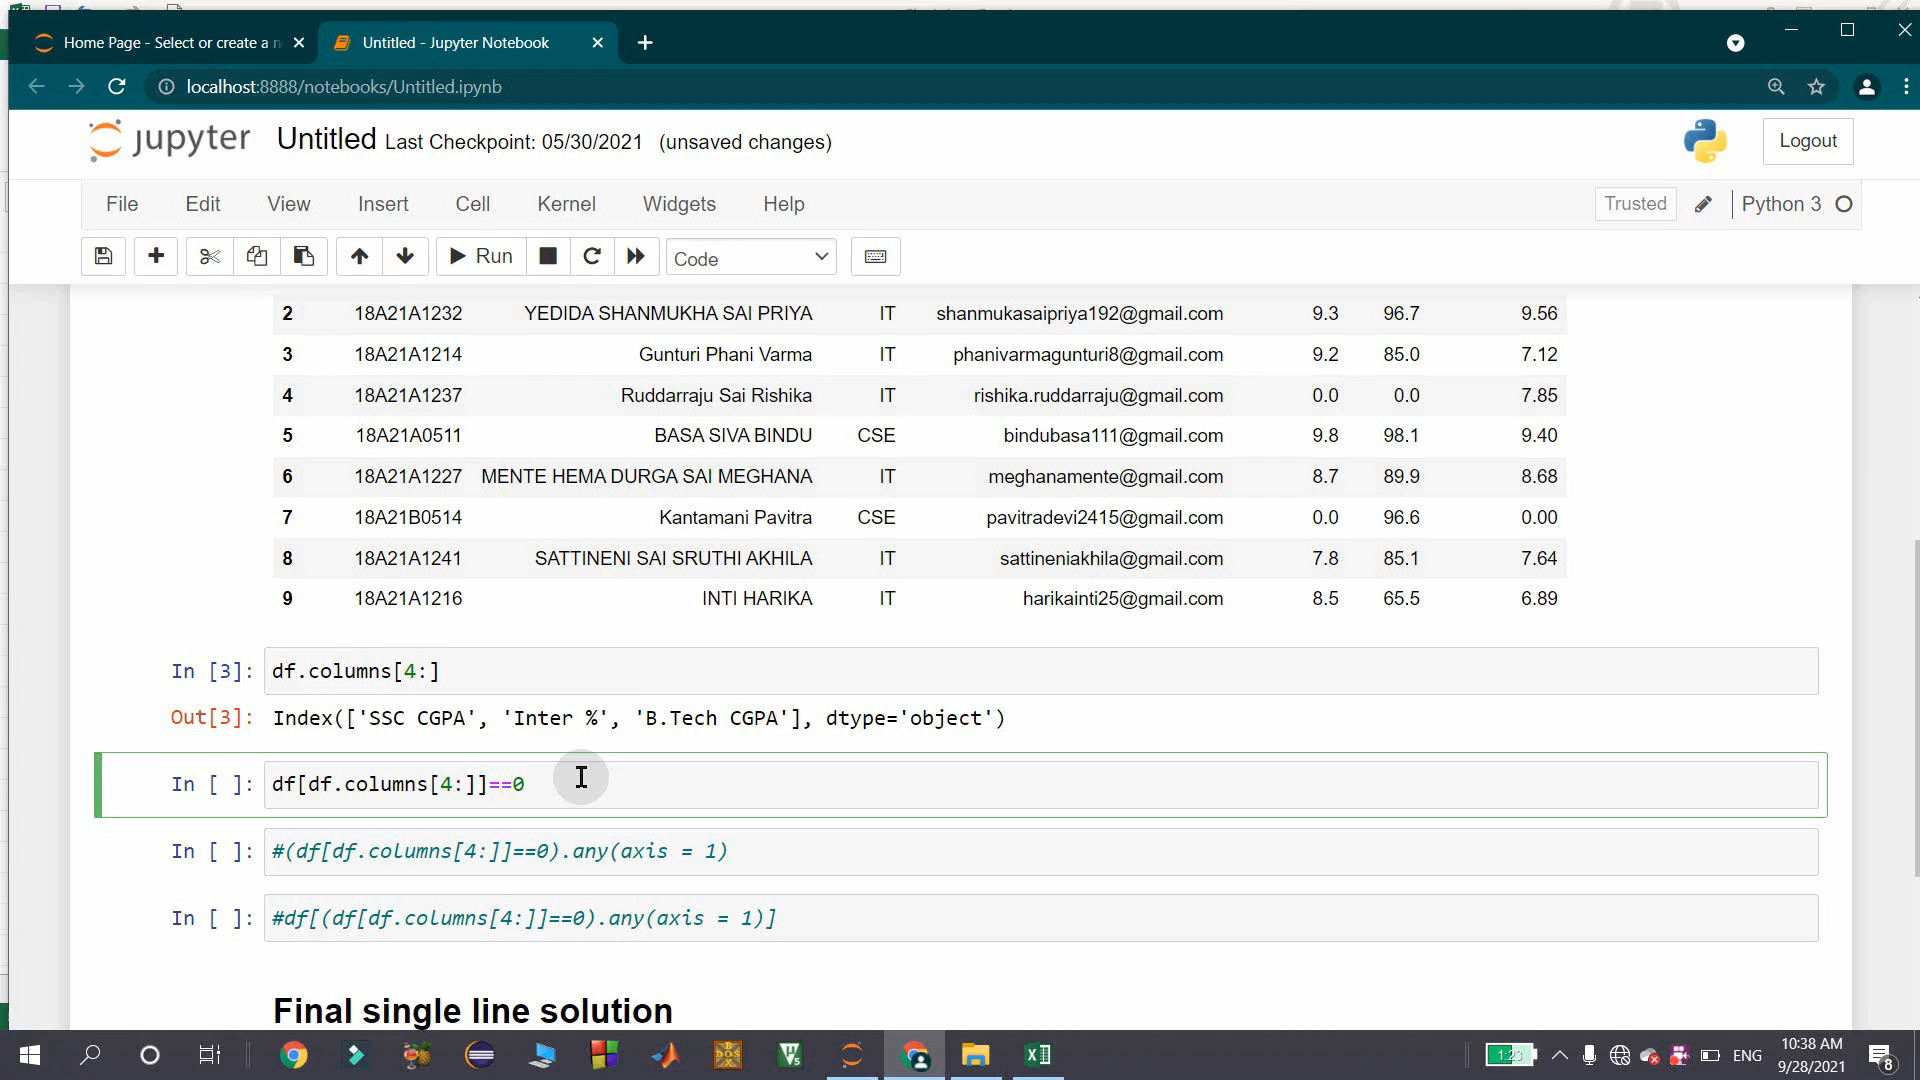 Home Page - Select or create a n
Untitled - Jupyter Notebook
localhost:8888/notebooks/Untitled.ipynb
jupyter Untitled Last Checkpoint: 05/30/2021 (unsaved changes)
Logout
File Edit View Insert Cell Kernel Widgets Help
Trusted
Python 3
Run
Code
2 18A21A1232 YEDIDA SHANMUKHA SAI PRIYA IT shanmukasaipriya192@gmail.com 9.3 96.7 9.56
3 18A21A1214 Gunturi Phani Varma IT phanivarmagunturi8@gmail.com 9.2 85.0 7.12
4 18A21A1237 Ruddarraju Sai Rishika IT rishika.ruddarraju@gmail.com 0.0 0.0 7.85
5 18A21A0511 BASA SIVA BINDU CSE bindubasa111@gmail.com 9.8 98.1 9.40
6 18A21A1227 MENTE HEMA DURGA SAI MEGHANA IT meghanamente@gmail.com 8.7 89.9 8.68
7 18A21B0514 Kantamani Pavitra CSE pavitradevi2415@gmail.com 0.0 96.6 0.00
8 18A21A1241 SATTINENI SAI SRUTHI AKHILA IT sattineniakhila@gmail.com 7.8 85.1 7.64
9 18A21A1216 INTI HARIKA IT harikainti25@gmail.com 8.5 65.5 6.89
In [3]: df.columns[4:]
Out[3]: Index(['SSC CGPA', 'Inter %', 'B.Tech CGPA'], dtype='object')
In [ ]: df[df.columns[4:]]==0
In [ ]: #(df[df.columns[4:]]==0).any(axis = 1)
In [ ]: #df[(df[df.columns[4:]]==0).any(axis = 1)]
Final single line solution
1:23
ENG
10:38 AM
9/28/2021
8